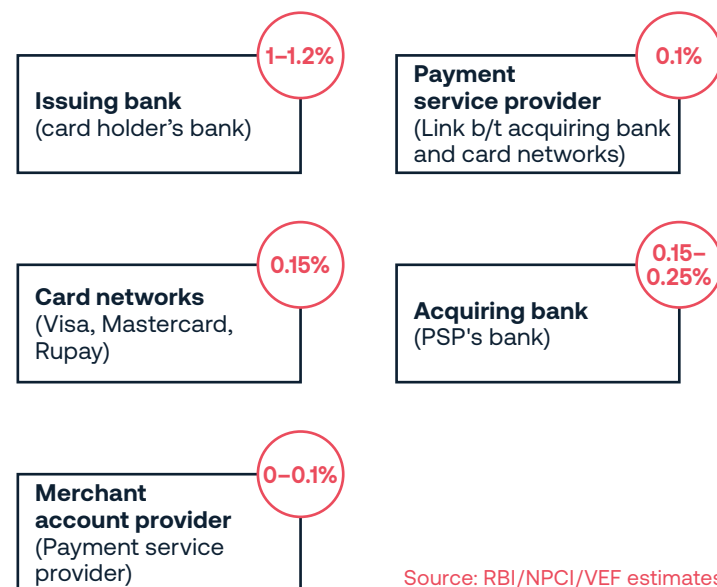 1–1.2%
Issuing bank
(card holder’s bank)
0.1%
Payment
service provider
(Link b/t acquiring bank
and card networks)
0.15%
Card networks
(Visa, Mastercard,
Rupay)
0.15–
0.25%
Acquiring bank
(PSP's bank)
0–0.1%
Merchant
account provider
(Payment service
provider)
Source: RBI/NPCI/VEF estimates